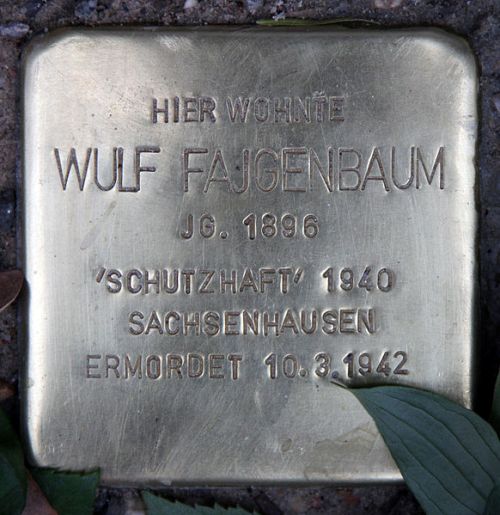 HIER WOHNTE
WULF FAJGENBAUM
JG. 1896
'SCHUTZHAFT' 1940
SACHSENHAUSEN
ERMORDET 10.3.1942